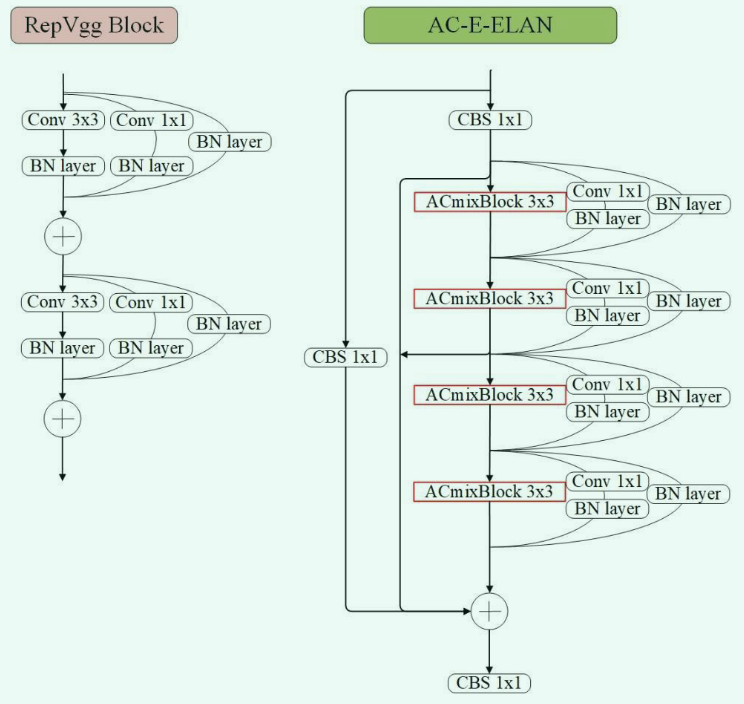 RepVgg Block
Conv 3x3
Conv 1x1
BN layer
BN layer
BN layer
Conv 3x3
Conv 1x1
BN layer
BN layer
BN layer
AC-E-ELAN
CBS 1x1
ACmixBlock 3x3
Conv 1x1
BN layer
BN layer
ACmixBlock 3x3
Conv 1x1
BN layer
BN layer
CBS 1x1
ACmixBlock 3x3
Conv 1x1
BN layer
BN layer
ACmixBlock 3x3
Conv 1x1
BN layer
BN layer
CBS 1x1